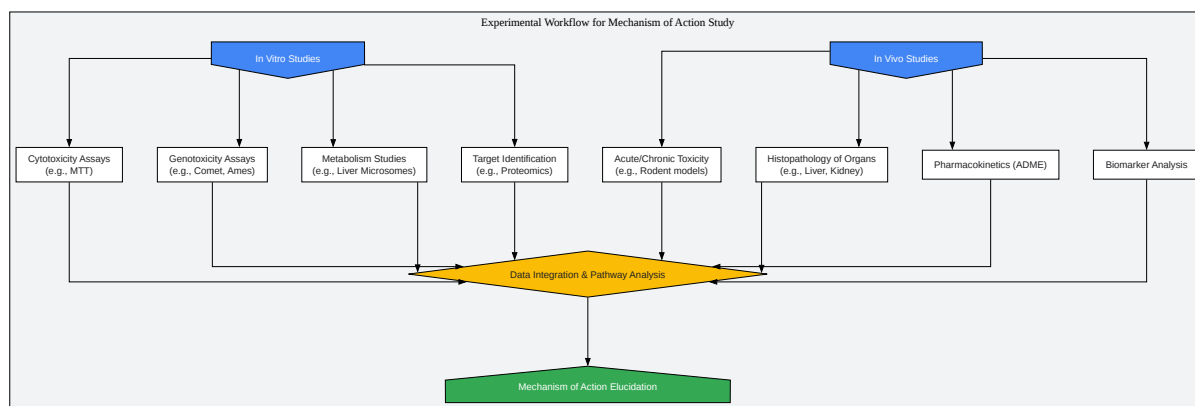 Experimental Workflow for Mechanism of Action Study
In Vitro Studies
In Vivo Studies
Cytotoxicity Assays
(e.g., MTT)
Genotoxicity Assays
(e.g., Comet, Ames)
Metabolism Studies
(e.g., Liver Microsomes)
Target Identification
(e.g., Proteomics)
Acute/Chronic Toxicity
(e.g., Rodent models)
Histopathology of Organs
(e.g., Liver, Kidney)
Pharmacokinetics (ADME)
Biomarker Analysis
Data Integration & Pathway Analysis
Mechanism of Action Elucidation